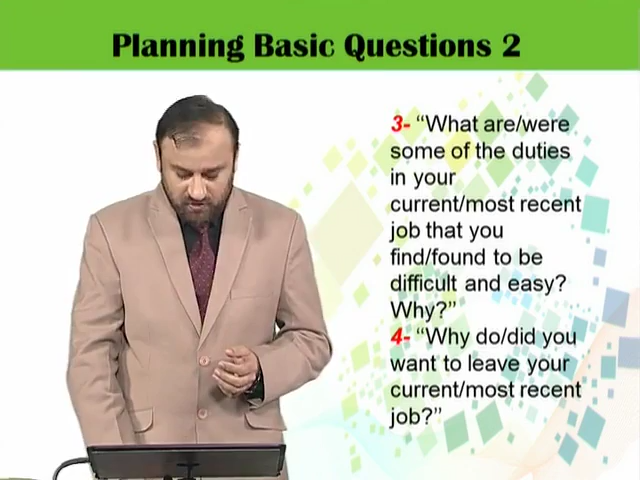 Planning Basic Questions 2
3- “What are/were
some of the duties
in your
current/most recent
job that you
find/found to be
difficult and easy?
Why?”
4- “Why do/did you
want to leave your
current/most recent
job?”